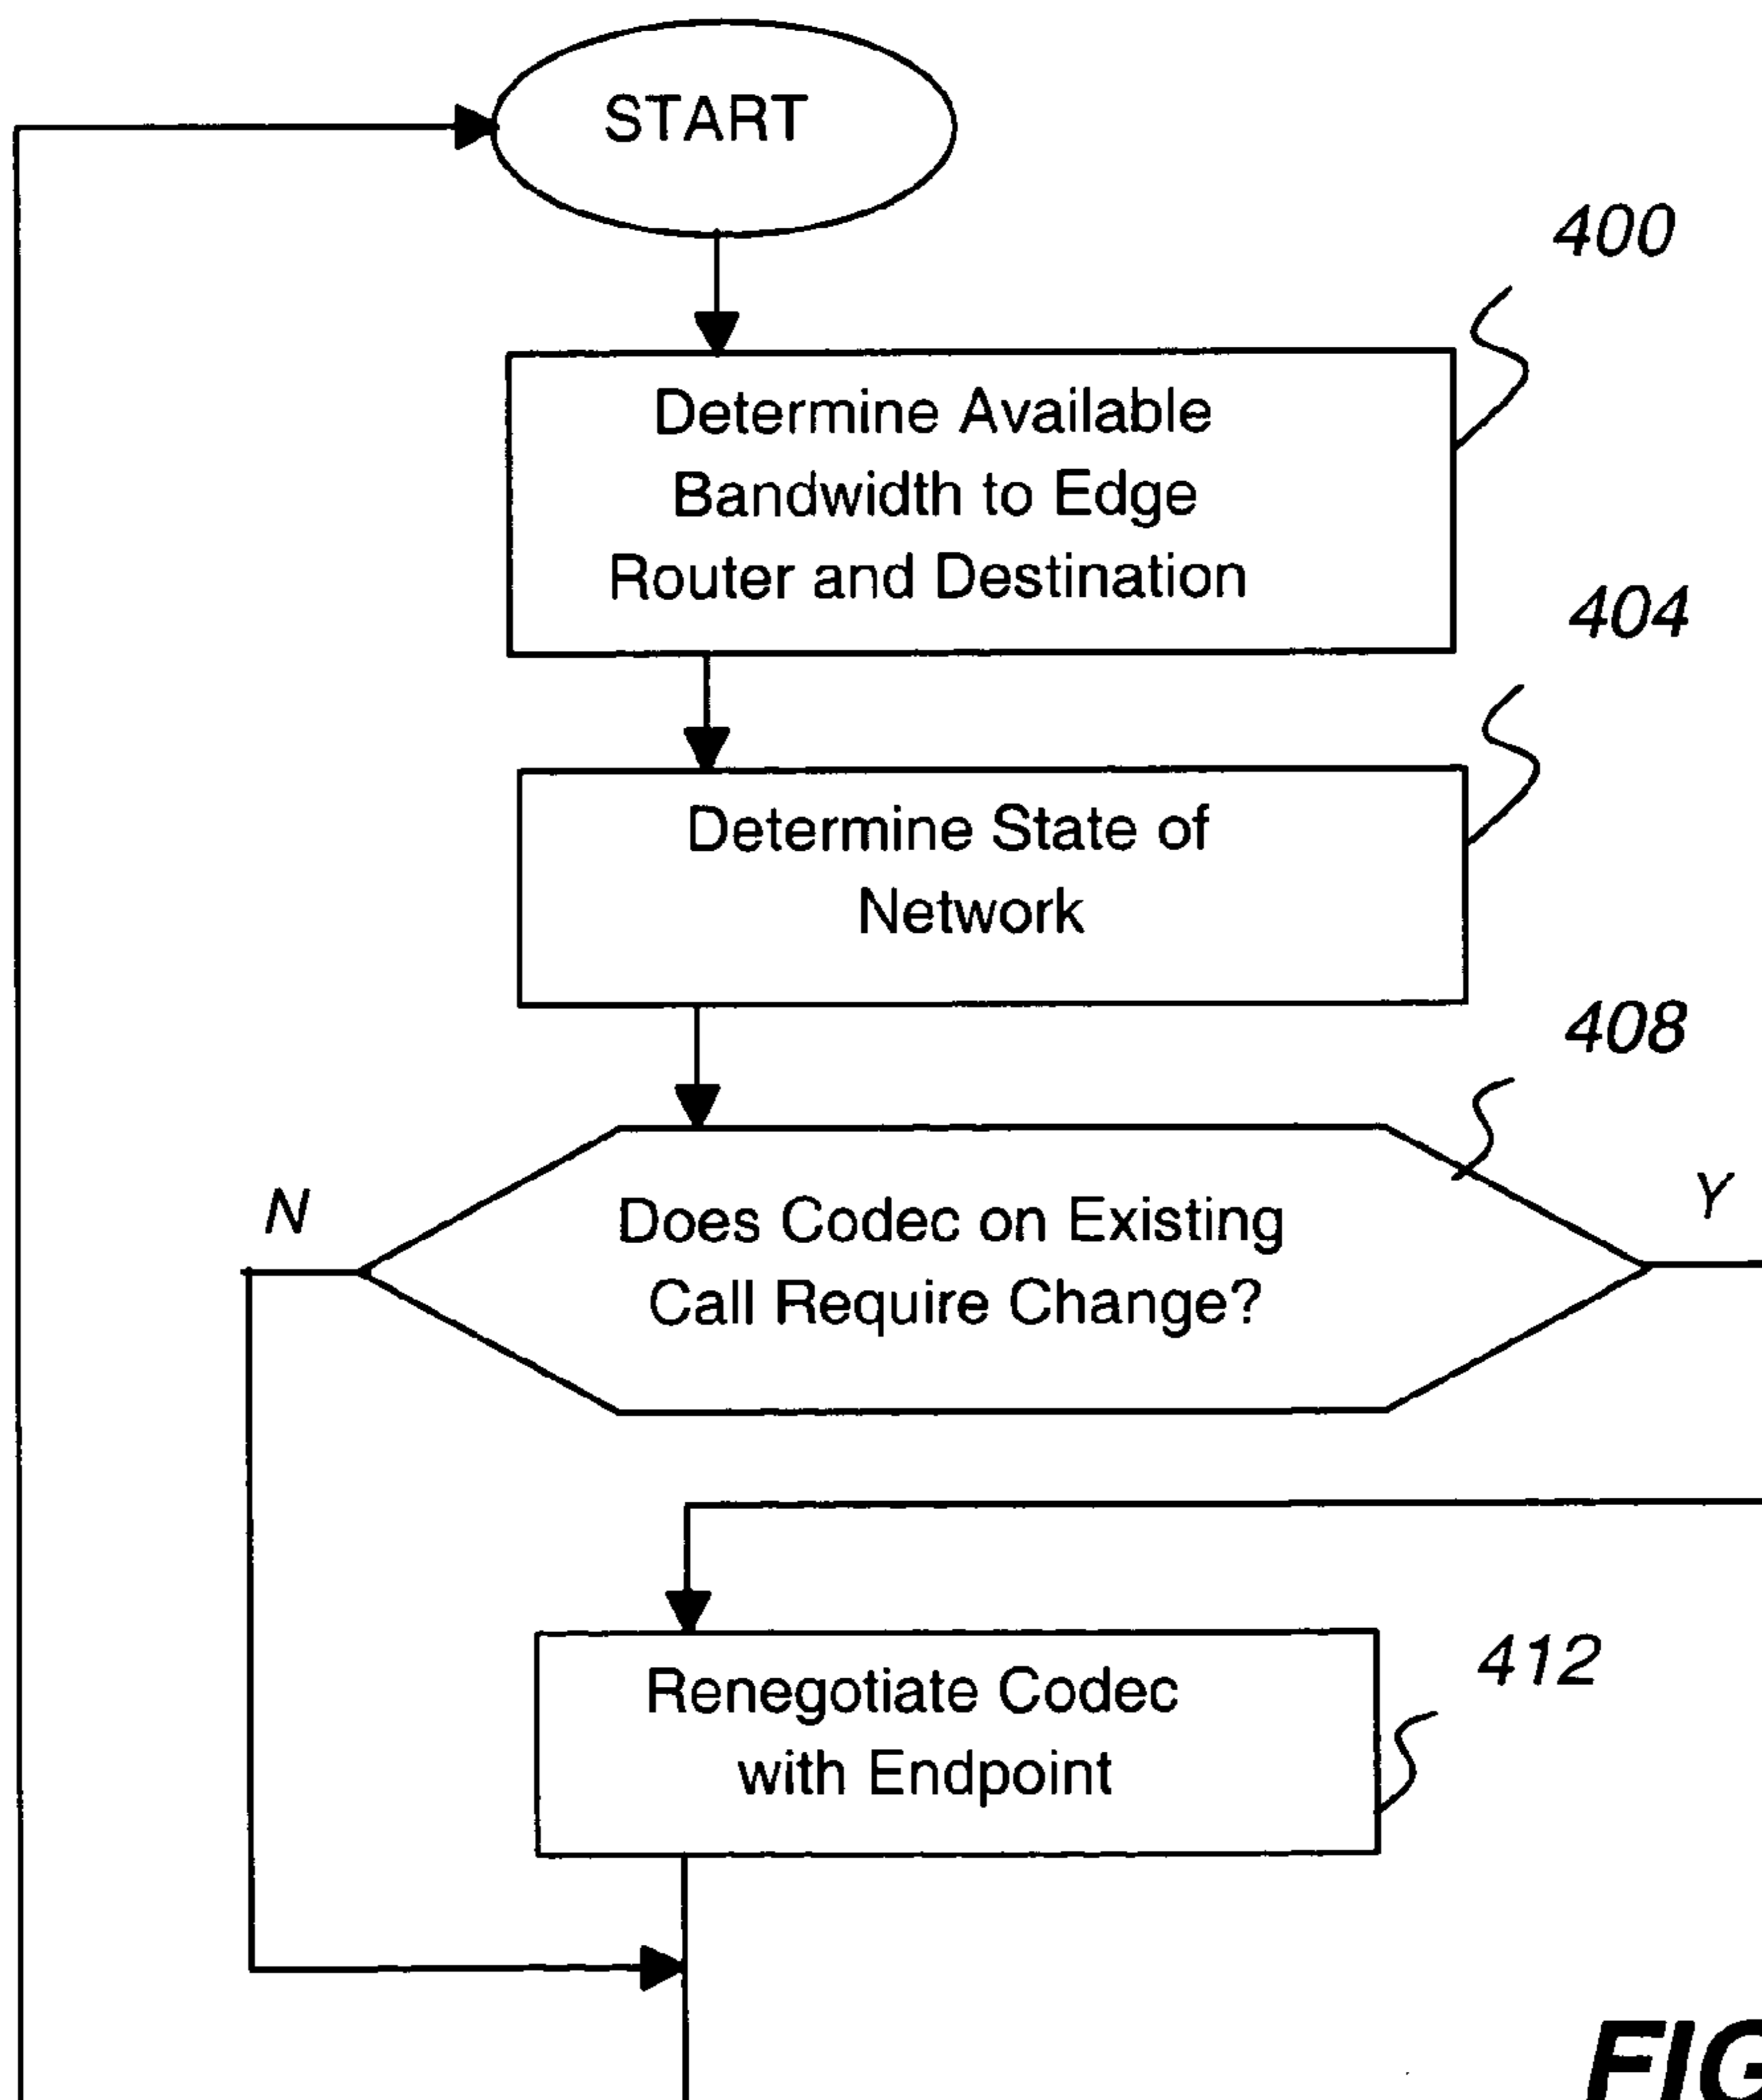 START
400
Determine Available
Bandwidth to Edge
Router and Destination
404
Determine State of
Network
408
N
Does Codec on Existing
Call Require Change?
Y
Renegotiate Codec
with Endpoint
412
FIG